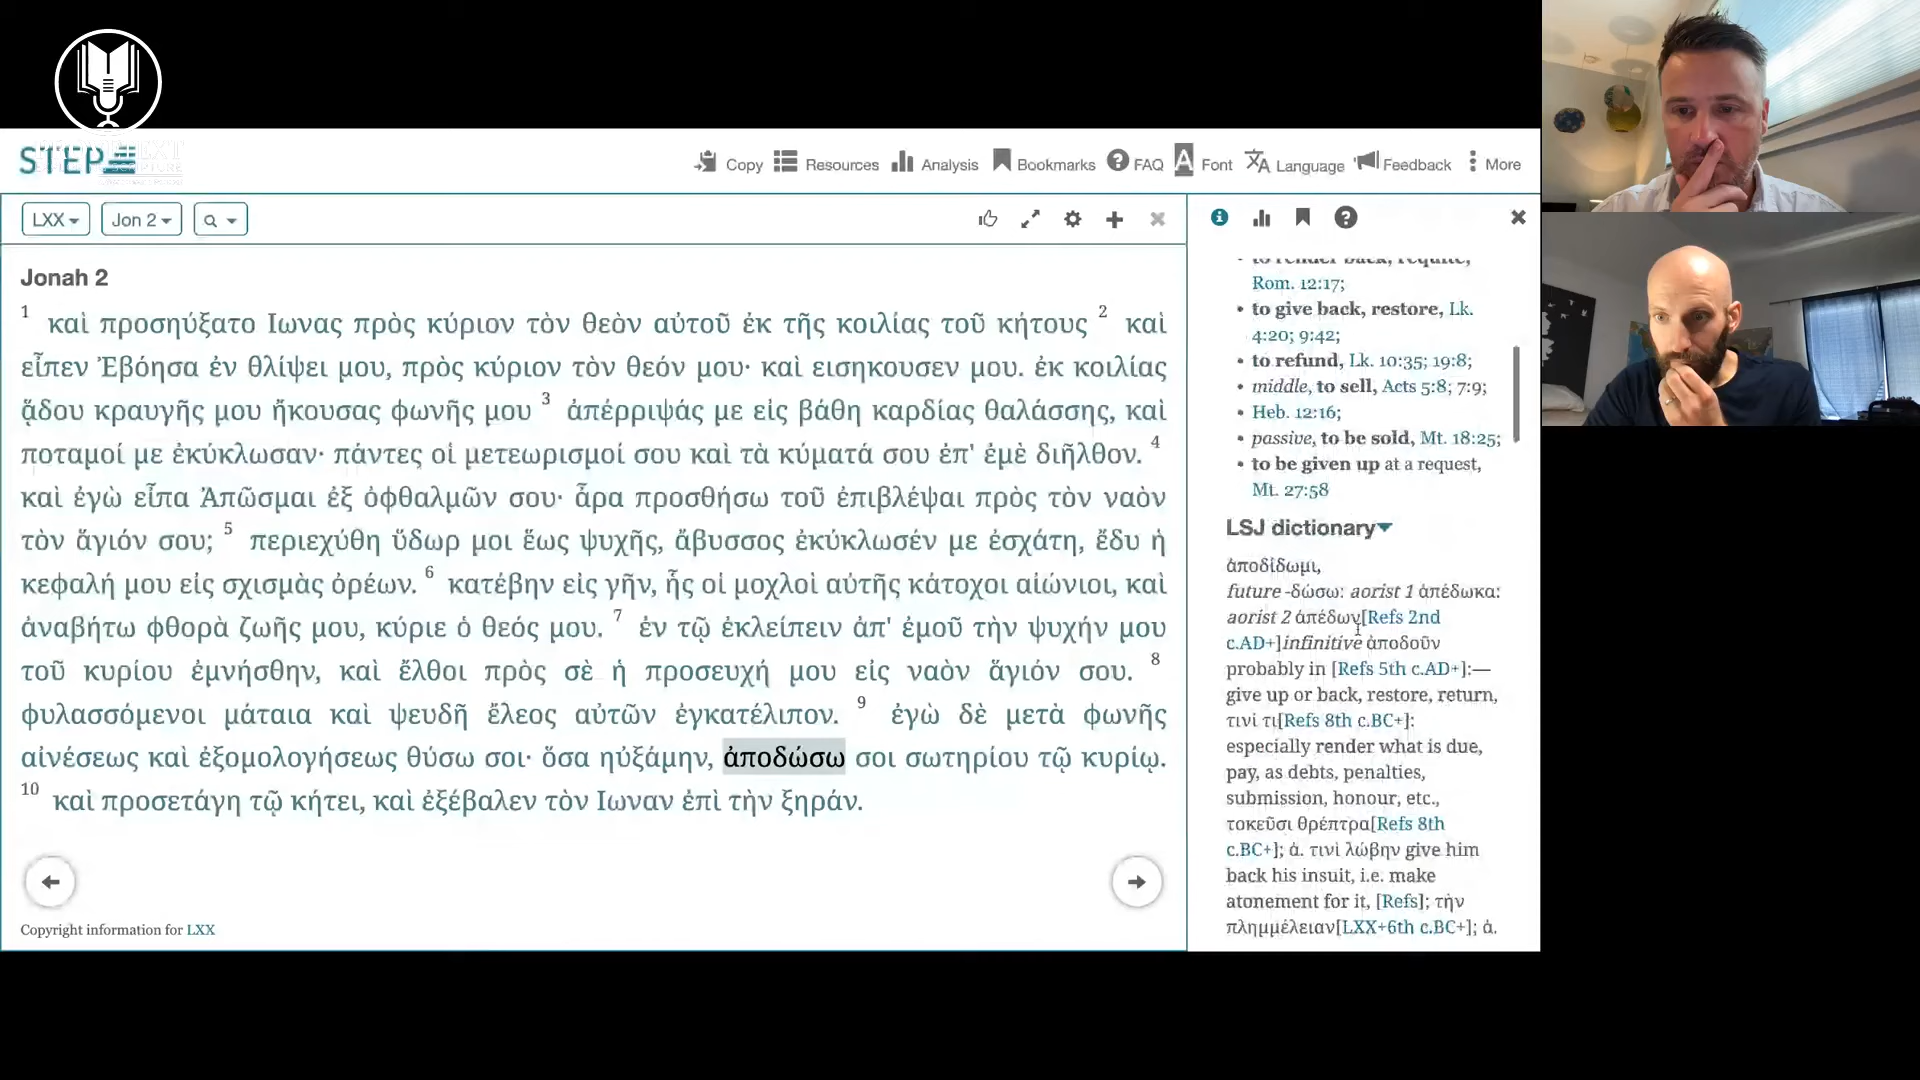 STEP
Copy Resources Analysis Bookmarks FAQ A Font Language Feedback More
LXX Jon 2
Jonah 2
1 καὶ προσηύξατο Ιωνας πρὸς κύριον τὸν θεὸν αὐτοῦ ἐκ τῆς κοιλίας τοῦ κήτους 2 καὶ
εἶπεν Ἐβόησα ἐν θλίψει μου, πρὸς κύριον τὸν θεόν μου· καὶ εισηκουσεν μου. ἐκ κοιλίας
ᾅδου κραυγῆς μου ἤκουσας φωνῆς μου 3 ἀπέρριψάς με εἰς βάθη καρδίας θαλάσσης, καὶ
ποταμοί με ἐκύκλωσαν· πάντες οἱ μετεωρισμοί σου καὶ τὰ κύματά σου ἐπ' ἐμὲ διῆλθον. 4
καὶ ἐγὼ εἶπα Ἀπῶσμαι ἐξ ὀφθαλμῶν σου· ἆρα προσθήσω τοῦ ἐπιβλέψαι πρὸς τὸν ναὸν
τὸν ἅγιόν σου; 5 περιεχύθη ὕδωρ μοι ἕως ψυχῆς, ἄβυσσος ἐκύκλωσέν με ἐσχάτη, ἔδυ ἡ
κεφαλή μου εἰς σχισμὰς ὀρέων. 6 κατέβην εἰς γῆν, ἧς οἱ μοχλοὶ αὐτῆς κάτοχοι αἰώνιοι, καὶ
ἀναβήτω φθορὰ ζωῆς μου, κύριε ὁ θεός μου. 7 ἐν τῷ ἐκλείπειν ἀπ' ἐμοῦ τὴν ψυχήν μου
τοῦ κυρίου ἐμνήσθην, καὶ ἔλθοι πρὸς σὲ ἡ προσευχή μου εἰς ναὸν ἅγιόν σου. 8
φυλασσόμενοι μάταια καὶ ψευδῆ ἔλεος αὐτῶν ἐγκατέλιπον. 9 ἐγὼ δὲ μετὰ φωνῆς
αἰνέσεως καὶ ἐξομολογήσεως θύσω σοι· ὅσα ηὐξάμην, ἀποδώσω σοι σωτηρίου τῷ κυρίῳ.
10 καὶ προσετάγη τῷ κήτει, καὶ ἐξέβαλεν τὸν Ιωναν ἐπὶ τὴν ξηράν.
Copyright information for LXX
• to render back, requite,
Rom. 12:17;
• to give back, restore, Lk.
4:20; 9:42;
• to refund, Lk. 10:35; 19:8;
• middle, to sell, Acts 5:8; 7:9;
• Heb. 12:16;
• passive, to be sold, Mt. 18:25;
• to be given up at a request,
Mt. 27:58
LSJ dictionary
ἀποδίδωμι,
future -δώσω: aorist 1 ἀπέδωκα:
aorist 2 ἀπέδων[Refs 2nd
c.AD+]infinitive ἀποδοῦν
probably in [Refs 5th c.AD+]:—
give up or back, restore, return,
τινί τι[Refs 8th c.BC+]:
especially render what is due,
pay, as debts, penalties,
submission, honour, etc.,
τοκεῦσι θρέπτρα[Refs 8th
c.BC+]; ἀ. τινὶ λώβην give him
back his insuit, i.e. make
atonement for it, [Refs]; τὴν
πλημμέλειαν[LXX+6th c.BC+]; ἀ.